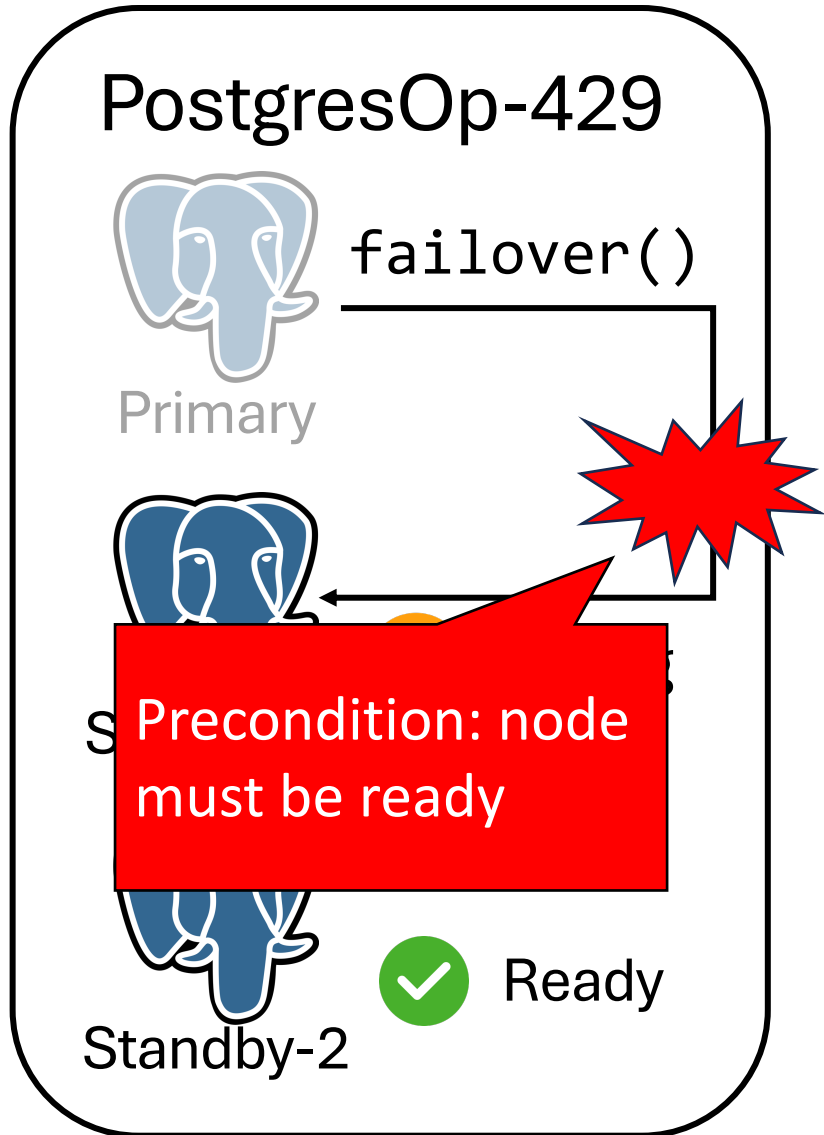 PostgresOp-429
failover()
Primary
Precondition: node
must be ready
Ready
Standby-2